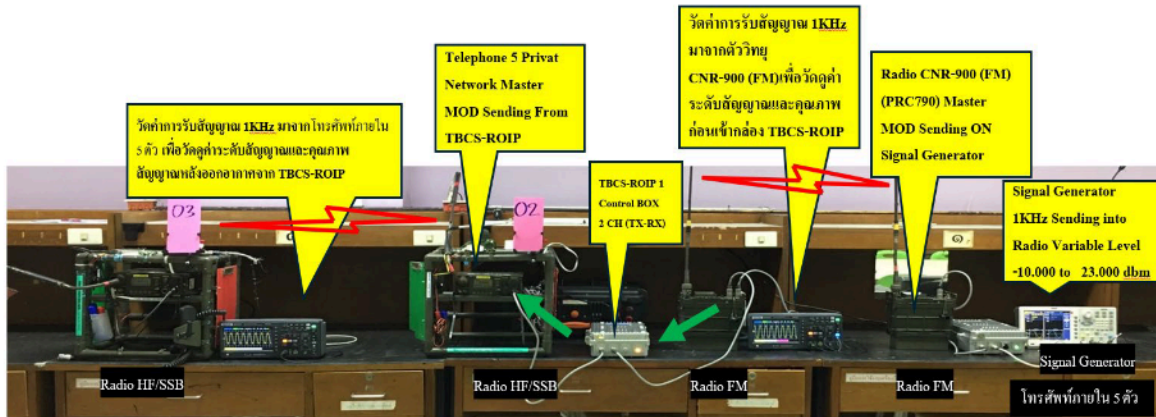 วัดค่าการรับสัญญาณ 1KHz มาจากโทรศัพท์ภายใน
5 ตัว เพื่อวัดดูค่าระดับสัญญาณและคุณภาพ
สัญญาณหลังออกอากาศจาก TBCS-ROIP
Telephone 5 Privat
Network Master
MOD Sending From
TBCS-ROIP
วัดค่าการรับสัญญาณ 1KHz
มาจากตัววิทยุ
CNR-900 (FM)เพื่อวัดดูค่า
ระดับสัญญาณและคุณภาพ
ก่อนเข้ากล่อง TBCS-ROIP
Radio CNR-900 (FM)
(PRC790) Master
MOD Sending ON
Signal Generator
TBCS-ROIP 1
Control BOX
2 CH (TX-RX)
Signal Generator
1KHz Sending into
Radio Variable Level
-10.000 to 23.000 dbm
03
02
Radio HF/SSB
Radio HF/SSB
Radio FM
Radio FM
Signal Generator
โทรศัพท์ภายใน 5 ตัว